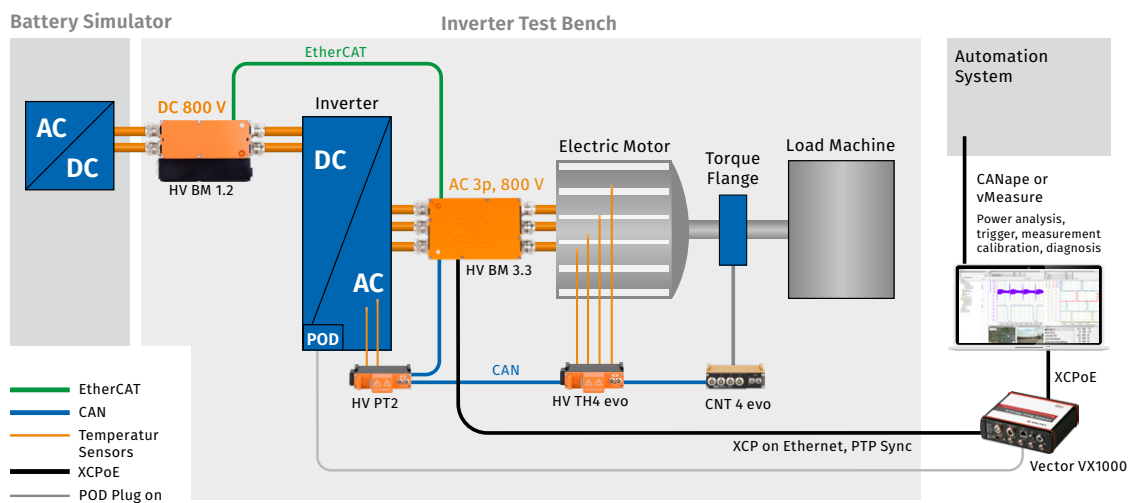 Battery Simulator
Inverter Test Bench
EtherCAT
Automation
System
DC 800 V
Inverter
AC
DC
HV BM 1.2
DC
Electric Motor
Torque
Flange
Load Machine
AC 3p, 800 V
CANape or
vMeasure
Power analysis,
trigger, measurement
calibration, diagnosis
HV BM 3.3
AC
POD
CAN
HV PT2
HV TH4 evo
CNT 4 evo
XCPoE
XCP on Ethernet, PTP Sync
Vector VX1000
EtherCAT
CAN
Temperatur
Sensors
XCPoE
POD Plug on